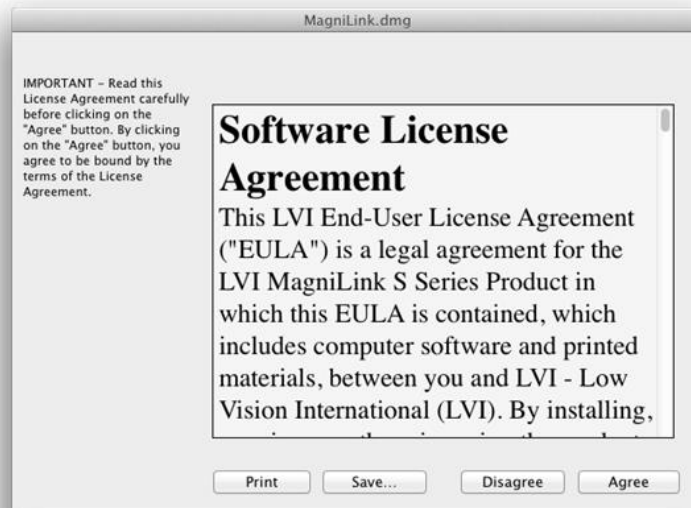 MagniLink.dmg
IMPORTANT – Read this
License Agreement carefully
before clicking on the
"Agree" button. By clicking
on the "Agree" button, you
agree to be bound by the
terms of the License
Agreement.
Software License
Agreement
This LVI End-User License Agreement
("EULA") is a legal agreement for the
LVI MagniLink S Series Product in
which this EULA is contained, which
includes computer software and printed
materials, between you and LVI - Low
Vision International (LVI). By installing,
Print
Save...
Disagree
Agree